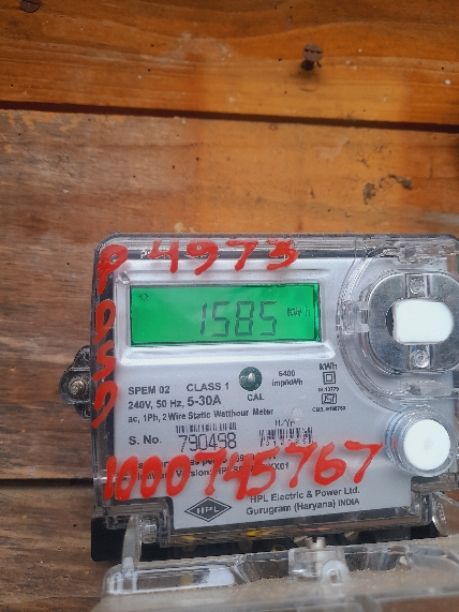 P 4973
1585 kWh
6400
imp/kWh
kWh
SPEM 02 CLASS 1
240V, 50 Hz, 5-30A
CAL
ac, 1Ph, 2 Wire Static Watthour Meter
S. No. 790498
1000745767
HPL
HPL Electric & Power Ltd.
Gurugram (Haryana) INDIA